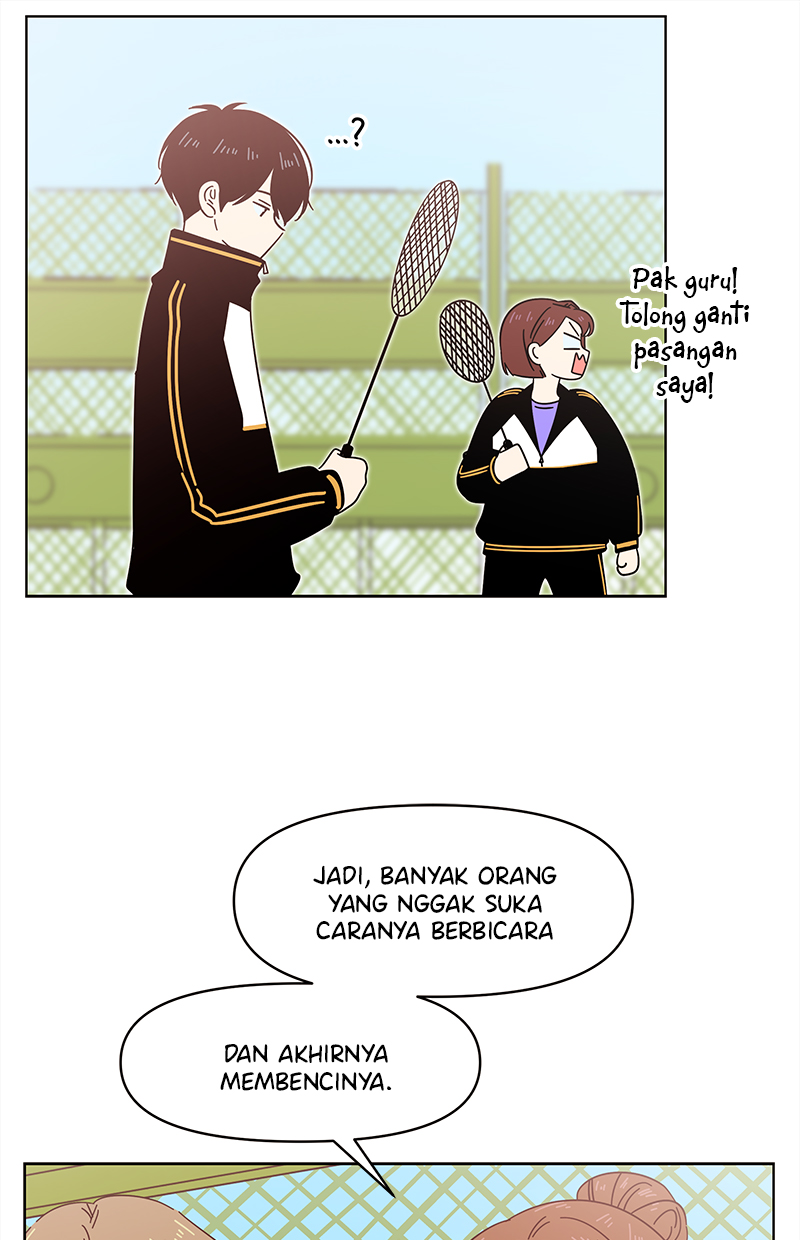 ...?
Pak guru!
Tolong ganti
pasangan
saya!
JADI, BANYAK ORANG
YANG NGGAK SUKA
CARANYA BERBICARA
DAN AKHIRNYA
MEMBENCINYA.